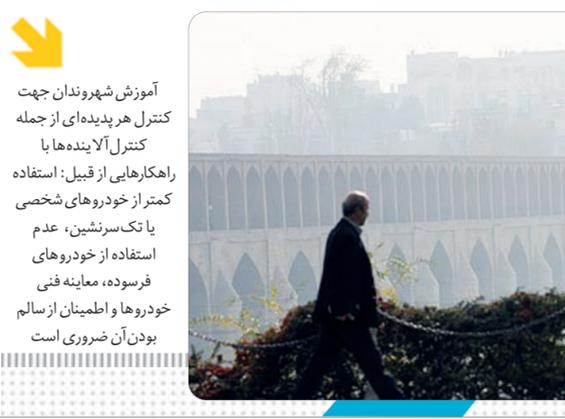 آموزش شهروندان جهت
کنترل هر پدیده‌ای از جمله
کنترل آلاینده‌ها با
راهکارهایی از قبیل: استفاده
کمتر از خودروهای شخصی
یا تک‌سرنشین، عدم
استفاده از خودروهای
فرسوده، معاینه فنی
خودروها و اطمینان از سالم
بودن آن ضروری است